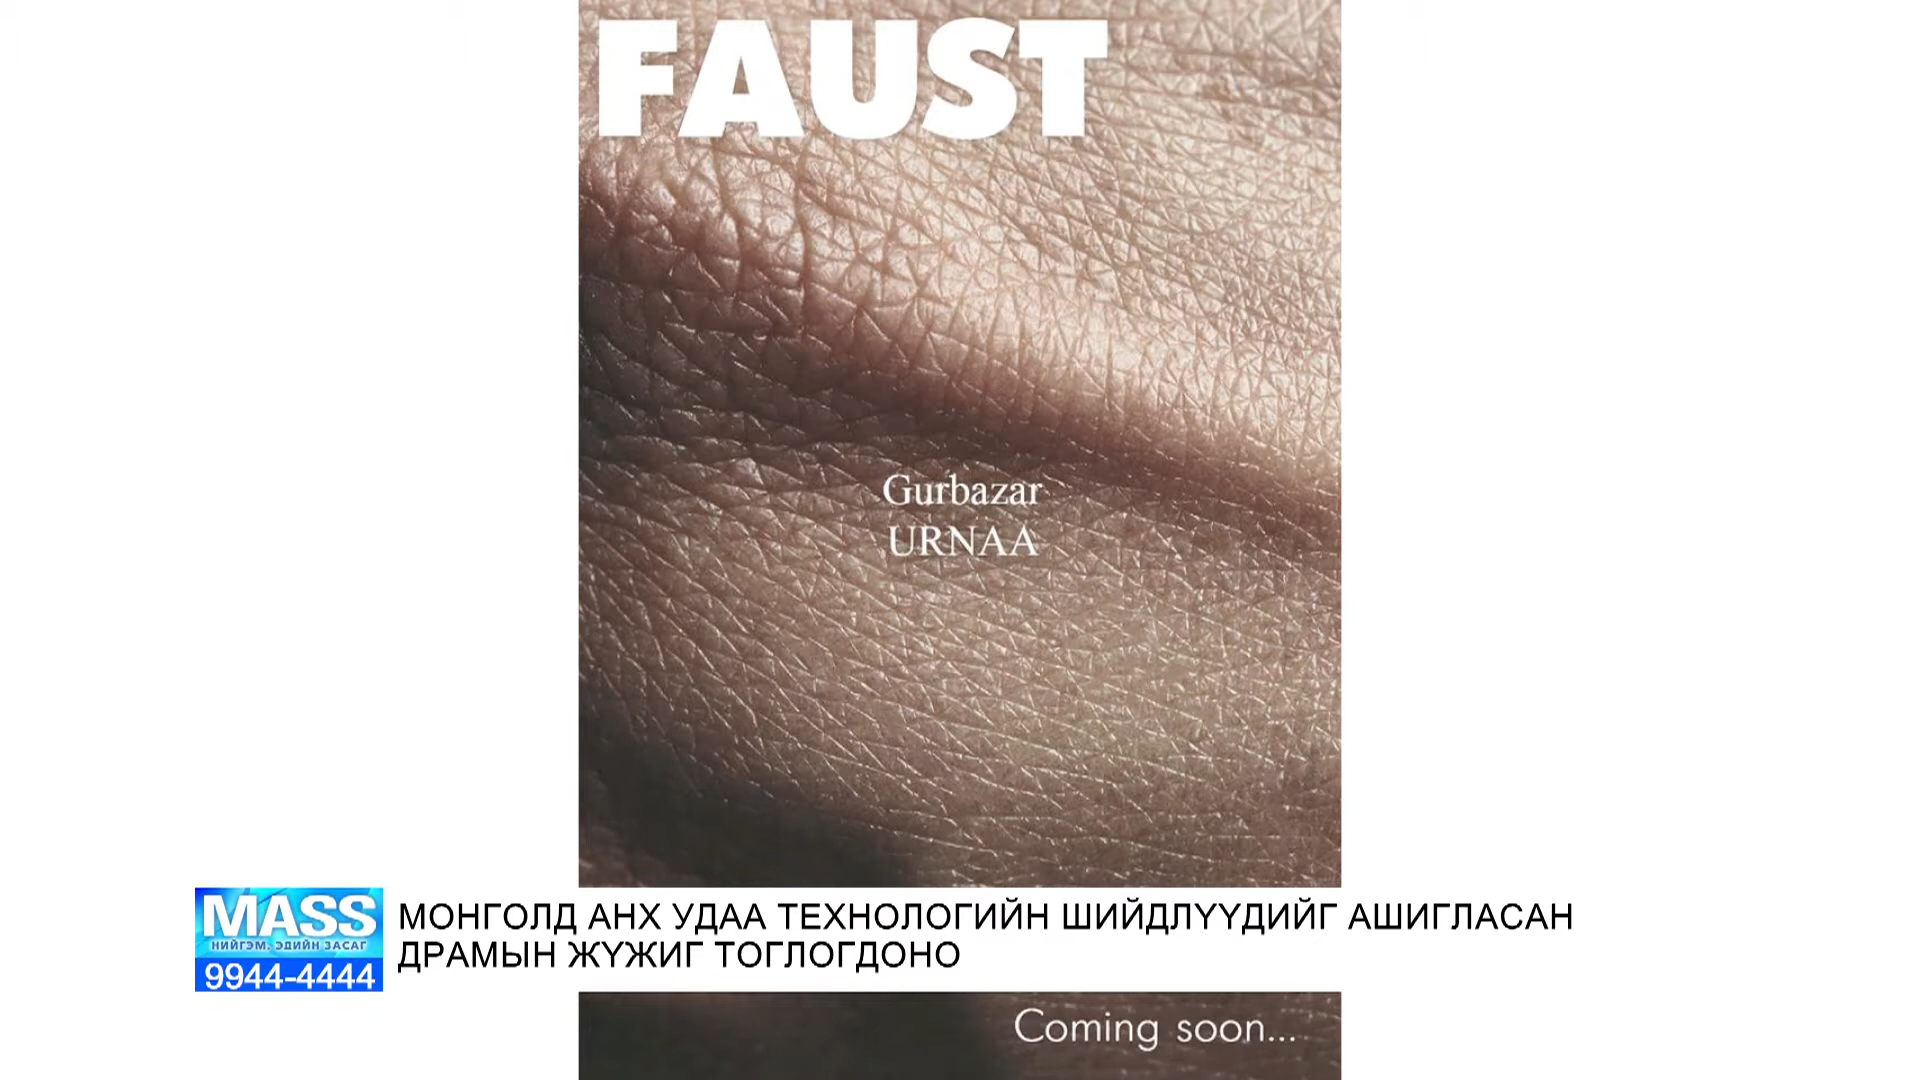 FAUST
Gurbazar
URNAA
MASS
НИЙГЭМ, ЭДИЙН ЗАСАГ
9944-4444
МОНГОЛД АНХ УДАА ТЕХНОЛОГИЙН ШИЙДЛҮҮДИЙГ АШИГЛАСАН
ДРАМЫН ЖҮЖИГ ТОГЛОГДОНО
Coming soon...